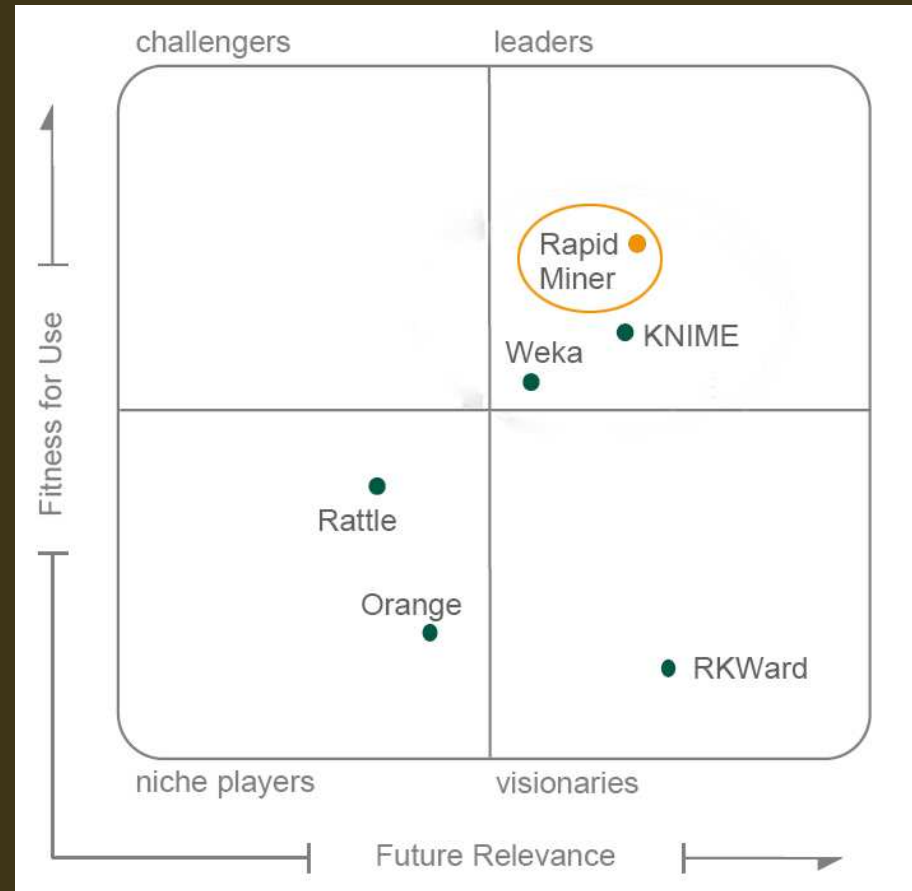 challengers
leaders
Rapid
Miner
KNIME
Weka
Fitness for Use
Rattle
Orange
RKWard
niche players
visionaries
Future Relevance